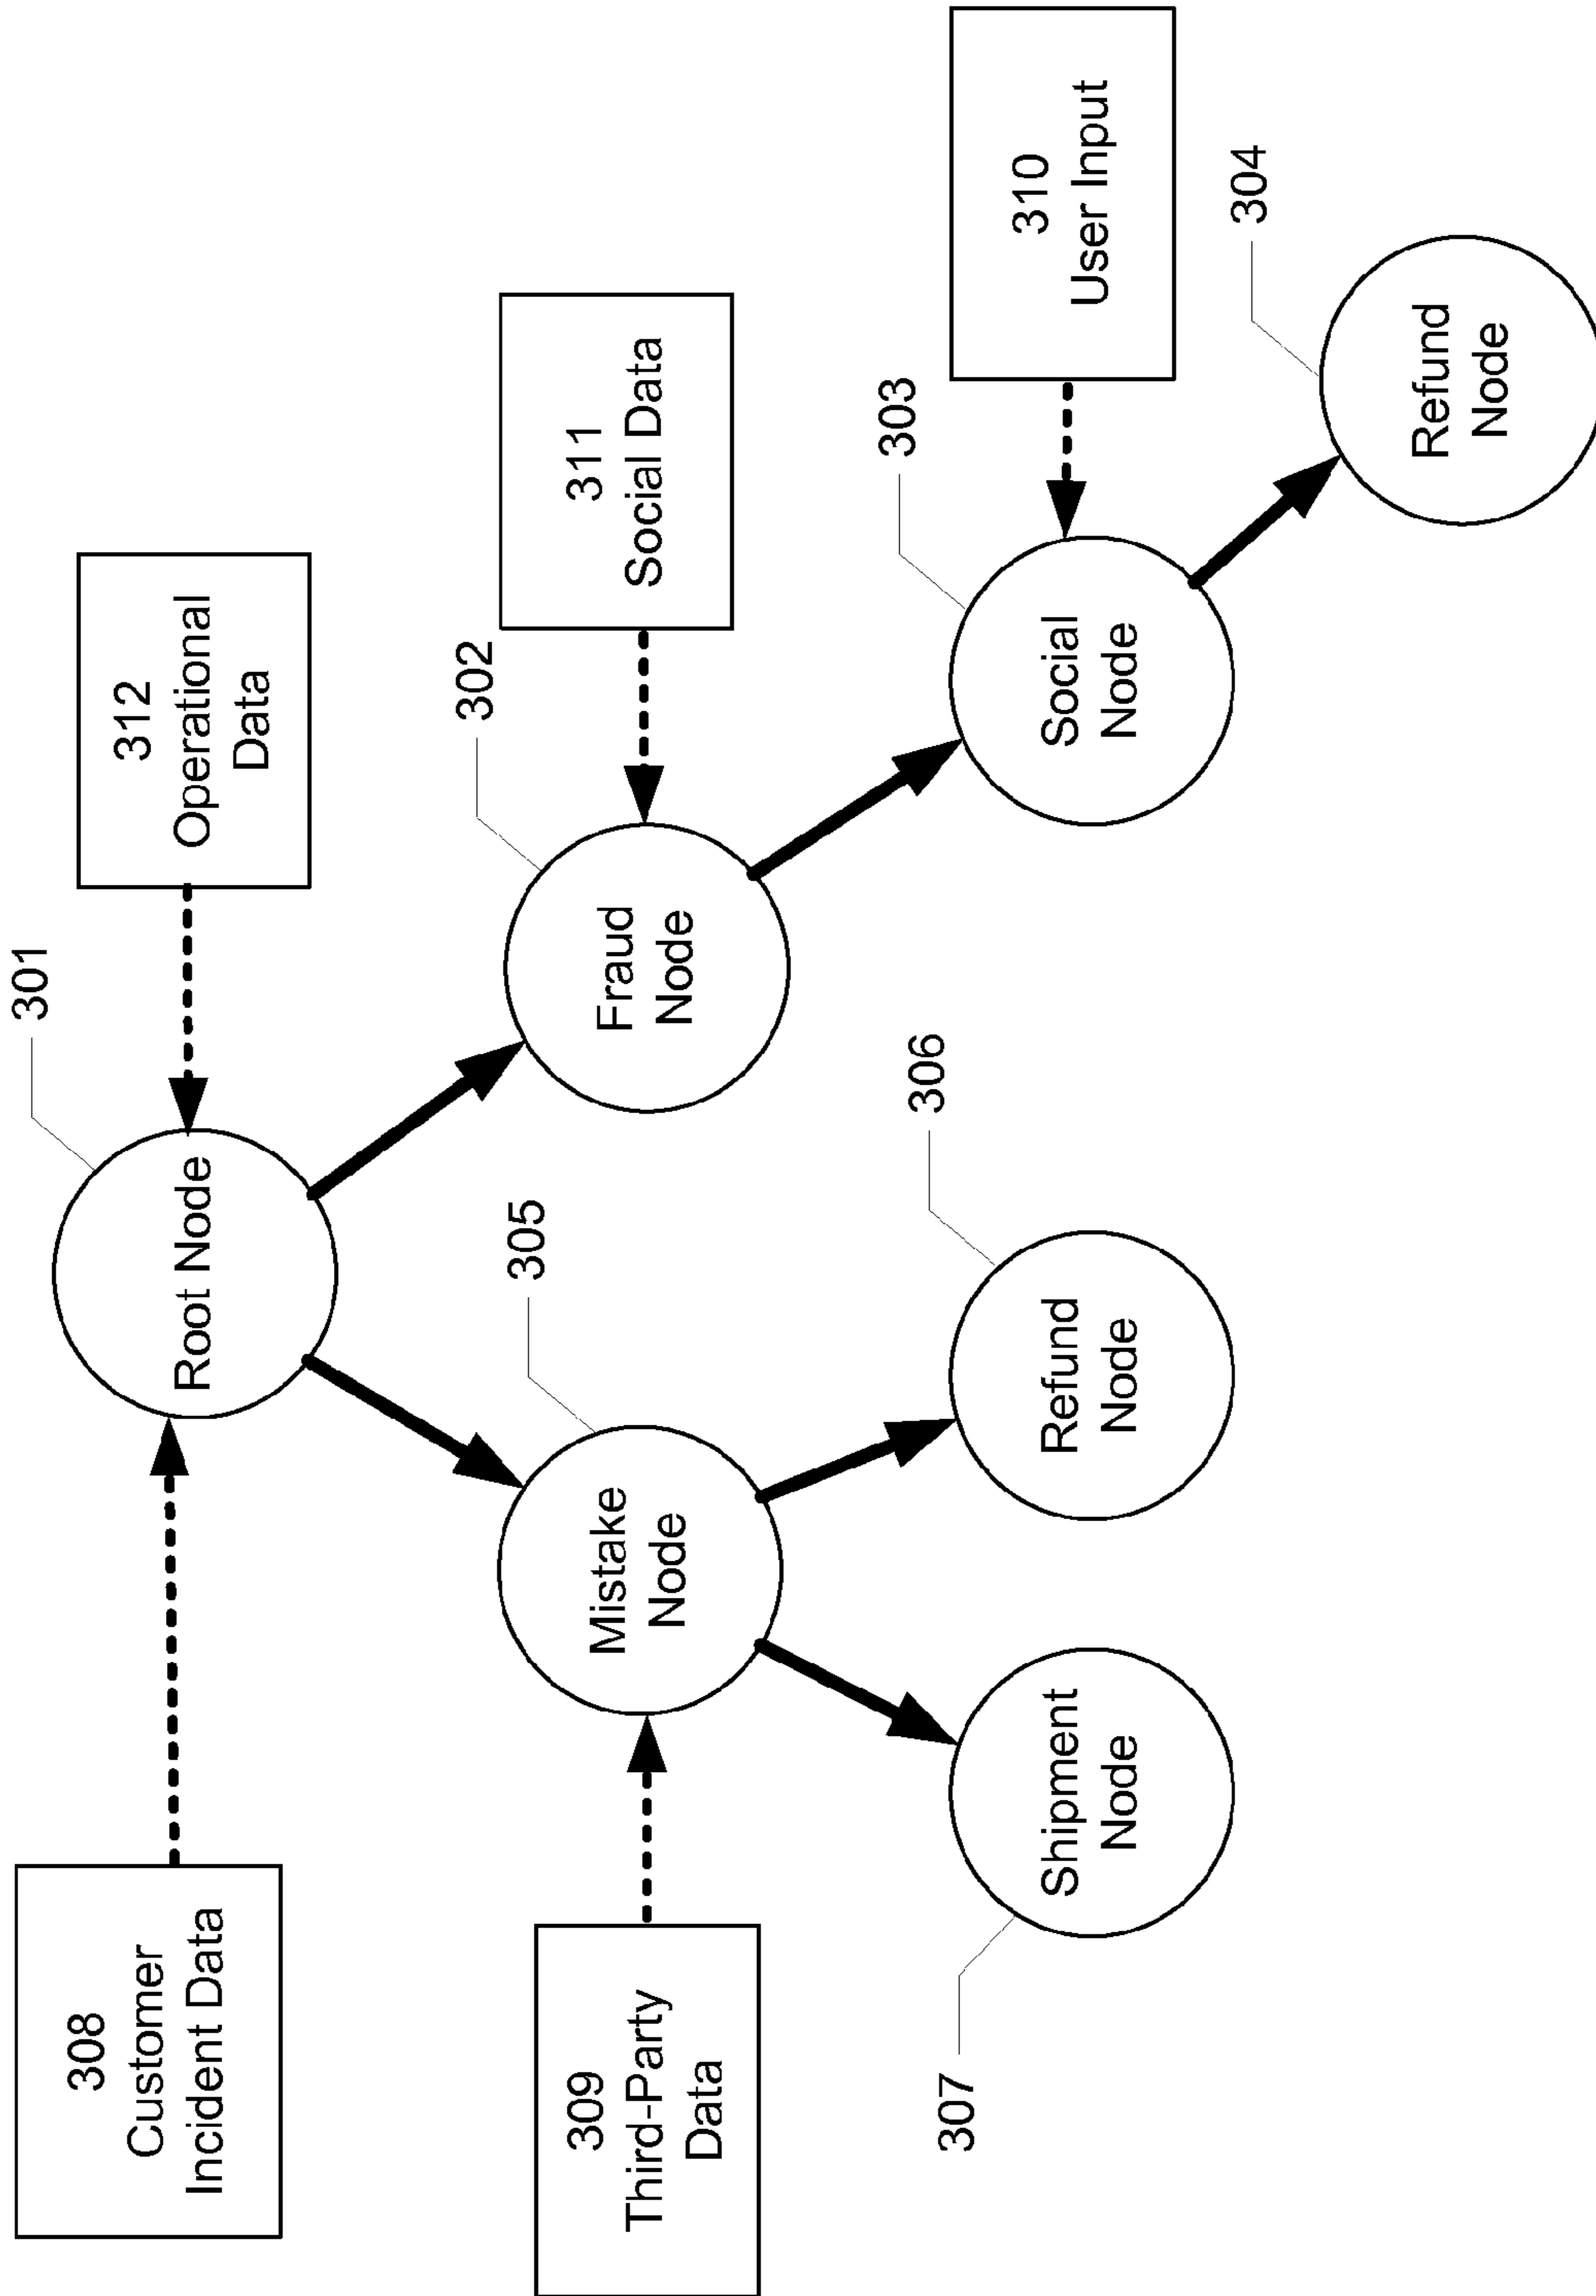 308
Customer
Incident Data
301
Root Node
312
Operational
Data
309
Third-Party
Data
305
Mistake
Node
302
Fraud
Node
311
Social Data
307
Shipment
Node
306
Refund
Node
303
Social
Node
310
User Input
304
Refund
Node